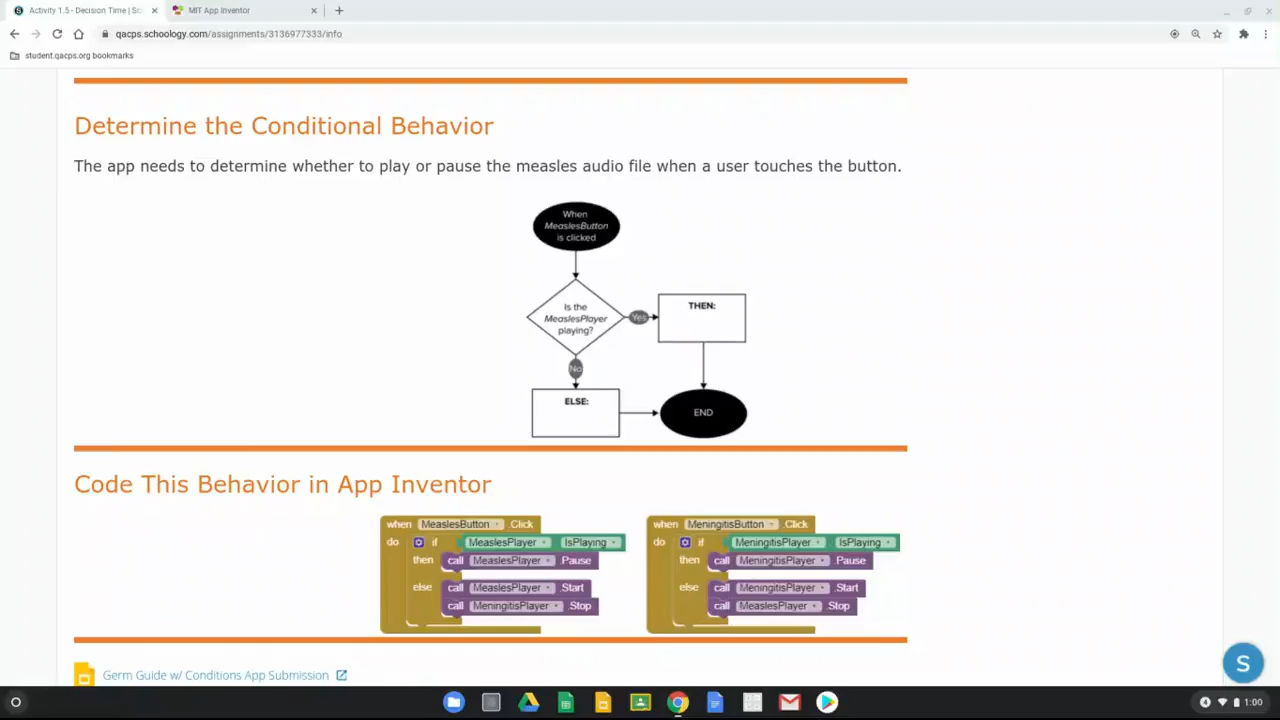 Activity 1.5 - Decision Time | Sc
MIT App Inventor
qacps.schoology.com/assignments/3136977333/info
student.qacps.org bookmarks
Determine the Conditional Behavior
The app needs to determine whether to play or pause the measles audio file when a user touches the button.
When
MeaslesButton
is clicked
Is the
MeaslesPlayer
playing?
Yes
THEN:
No
ELSE:
END
Code This Behavior in App Inventor
when MeaslesButton .Click
do if MeaslesPlayer . IsPlaying
then call MeaslesPlayer .Pause
else call MeaslesPlayer .Start
call MeningitisPlayer .Stop
when MeningitisButton .Click
do if MeningitisPlayer . IsPlaying
then call MeningitisPlayer .Pause
else call MeningitisPlayer .Start
call MeaslesPlayer .Stop
Germ Guide w/ Conditions App Submission
S
4 1:00